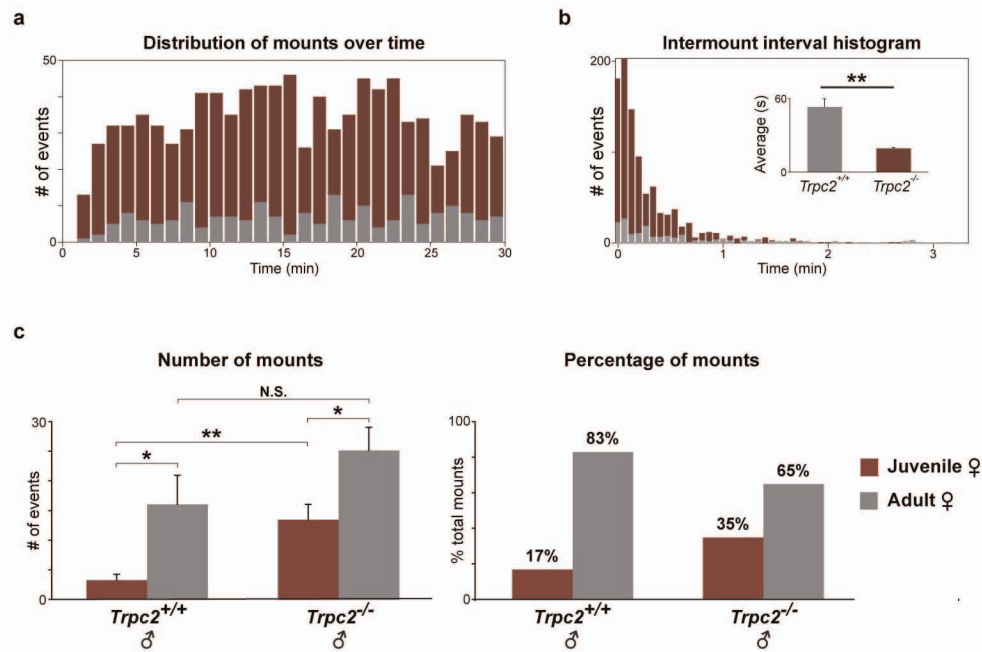 a
Distribution of mounts over time
50
# of events
0
0 5 10 15 20 25 30
Time (min)
b
Intermount interval histogram
200
# of events
0
0 1 2 3
Time (min)
**
60
Average (s)
0
Trpc2+/+ Trpc2-/-
c
Number of mounts
N.S.
30
**
*
*
# of events
0
Trpc2+/+ Trpc2-/-
♂ ♂
Percentage of mounts
100
% total mounts
0
17% 83% 35% 65%
Trpc2+/+ Trpc2-/-
♂ ♂
Juvenile ♀
Adult ♀